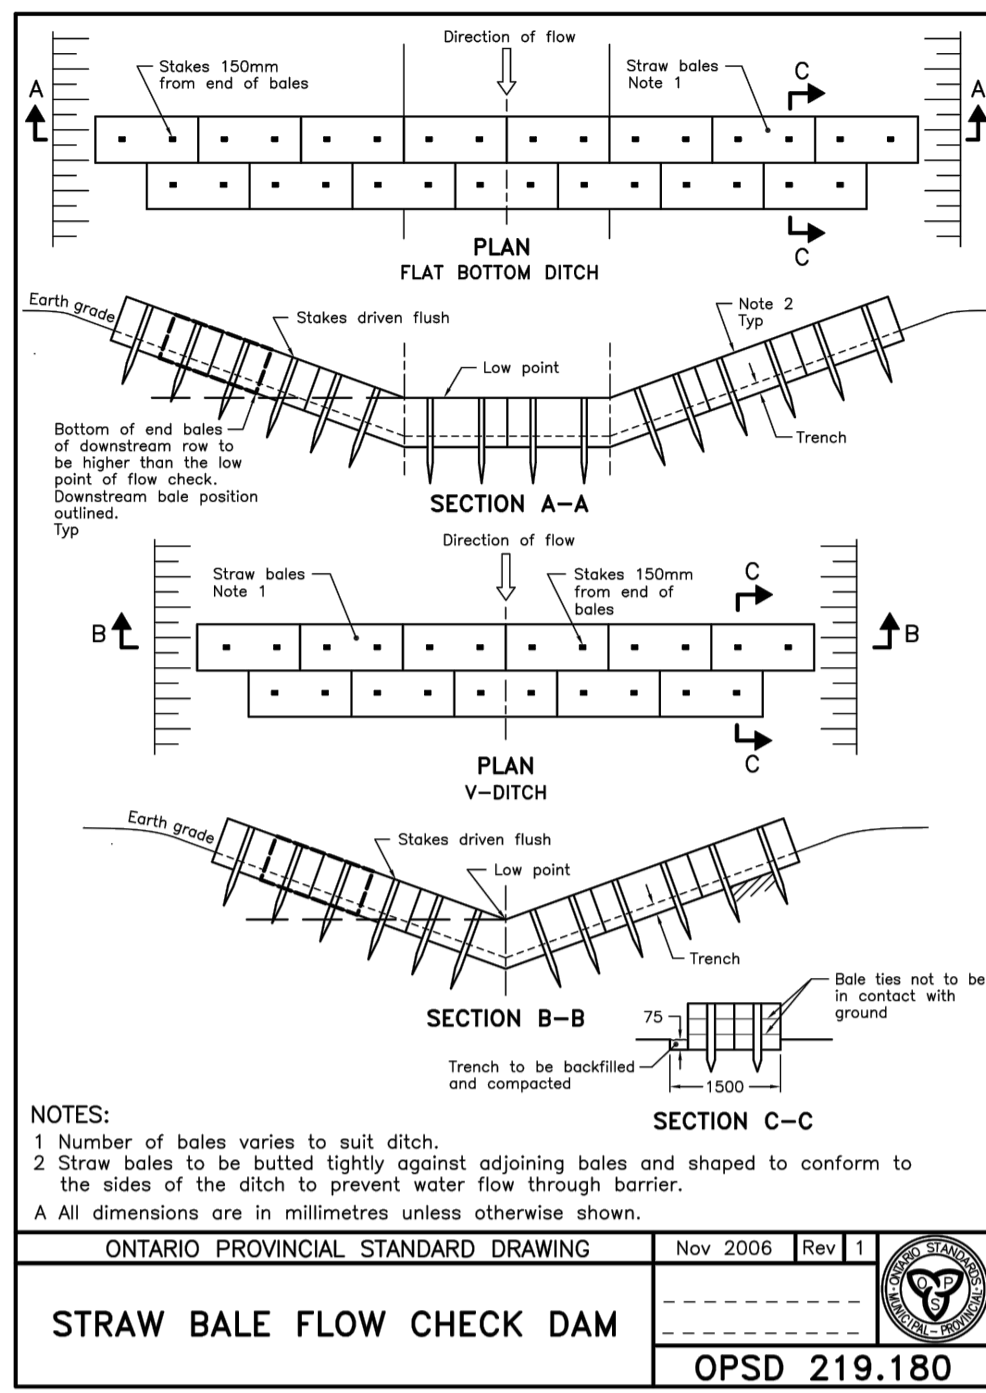 Direction of flow
Stakes 150mm
from end of bales
Straw bales
Note 1
C
A
A
C
PLAN
FLAT BOTTOM DITCH
Earth grade
Stakes driven flush
Note 2
Typ
Low point
Bottom of end bales
of downstream row to
be higher than the low
point of flow check.
Downstream bale position
outlined.
Typ
Trench
SECTION A-A
Direction of flow
Straw bales
Note 1
Stakes 150mm
from end of
bales
C
B
B
C
PLAN
V-DITCH
Earth grade
Stakes driven flush
Low point
Trench
SECTION B-B
Bale ties not to be
in contact with
ground
75
Trench to be backfilled
and compacted
1500
SECTION C-C
NOTES:
1 Number of bales varies to suit ditch.
2 Straw bales to be butted tightly against adjoining bales and shaped to conform to
the sides of the ditch to prevent water flow through barrier.
A All dimensions are in millimetres unless otherwise shown.
ONTARIO PROVINCIAL STANDARD DRAWING
Nov 2006
Rev
1
ONTARIO STANDARDS
MUNICIPAL-PROVINCIAL
O P S
STRAW BALE FLOW CHECK DAM
OPSD 219.180